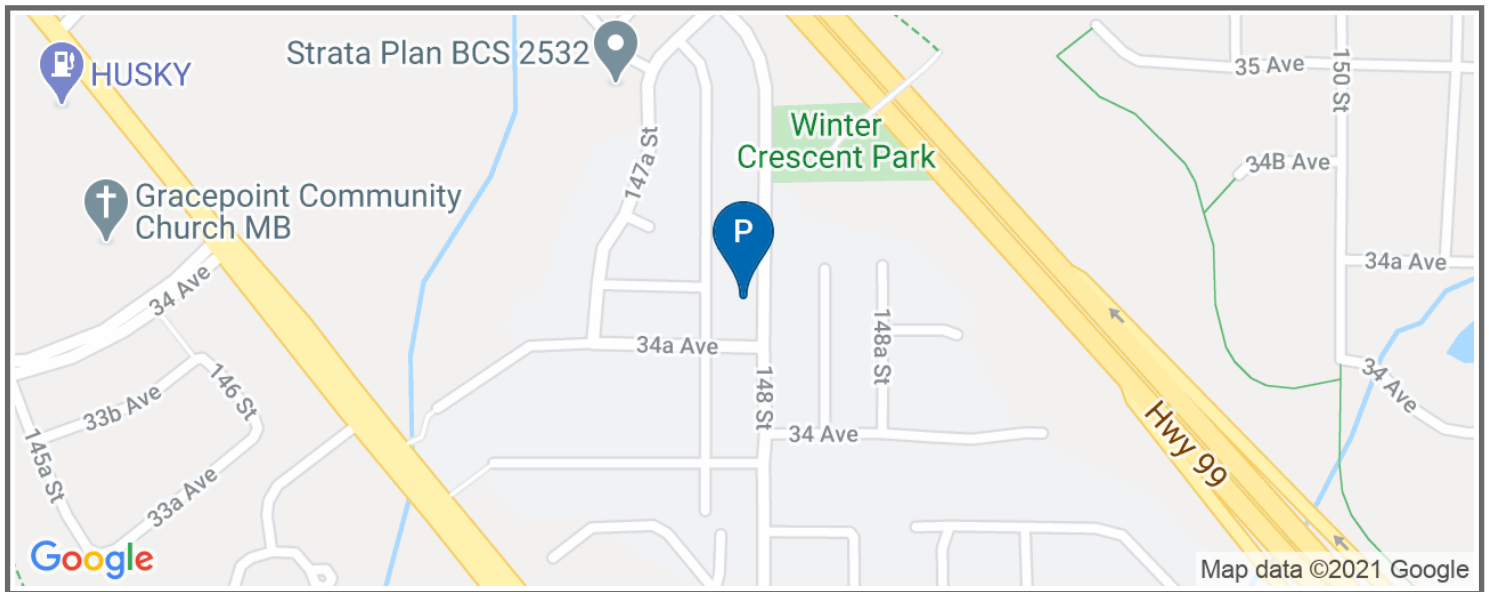 HUSKY
Strata Plan BCS 2532
35 Ave
150 St
Winter
Crescent Park
34B Ave
147a St
Gracepoint Community
Church MB
P
34 Ave
34a Ave
34a Ave
148a St
148 St
146 St
33b Ave
34 Ave
34 Ave
Hwy 99
145a St
33a Ave
Google
Map data ©2021 Google